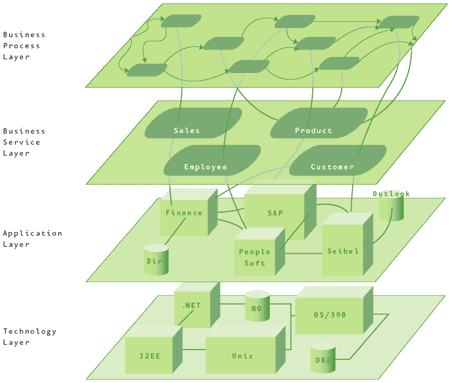 Business
Process
Layer
Business
Service
Layer
Sales
Product
Employee
Customer
Application
Layer
Finance
SAP
Outlook
Dir
People
Soft
Seibel
Technology
Layer
.NET
MQ
OS/390
J2EE
Unix
DB2